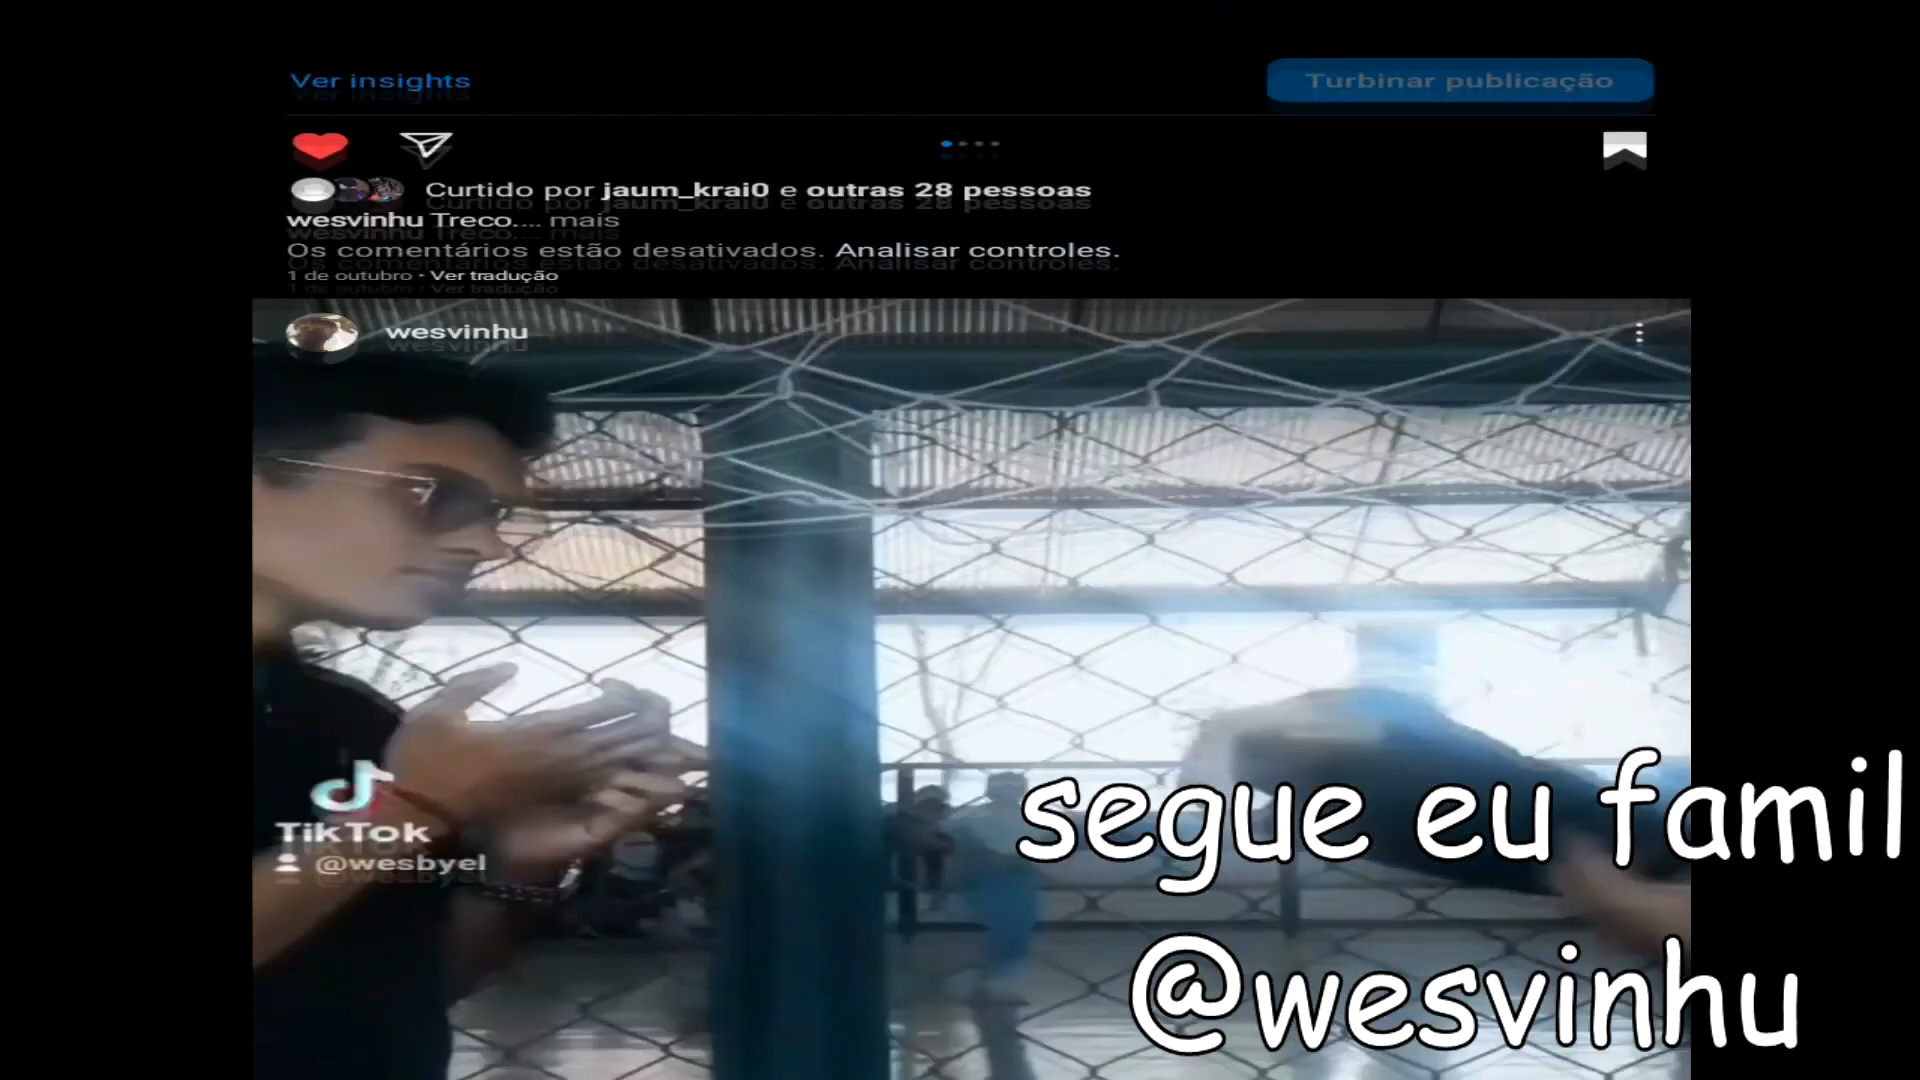 Ver insights
Turbinar publicação
Curtido por jaum_krai0 e outras 28 pessoas
wesvinhu Treco.... mais
Os comentários estão desativados. Analisar controles.
1 de outubro · Ver tradução
wesvinhu
TikTok
@wesbyel
segue eu famil
@wesvinhu